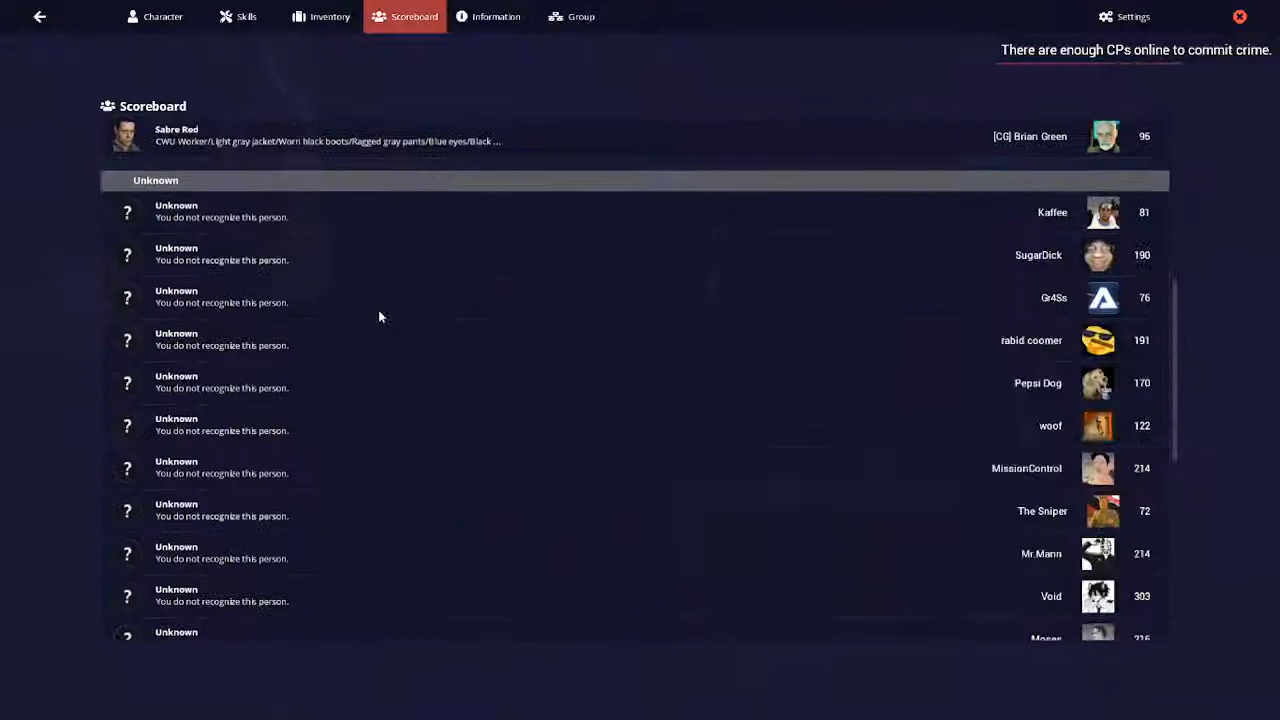 Character Skills Inventory Scoreboard Information Group Settings
There are enough CPs online to commit crime.
Scoreboard
Sabre Red
CWU Worker/Light gray jacket/Worn black boots/Ragged gray pants/Blue eyes/Black ...
[CG] Brian Green 96
Unknown
Unknown
You do not recognize this person.
Kaffee 81
Unknown
You do not recognize this person.
SugarDick 190
Unknown
You do not recognize this person.
Gr4Ss 76
Unknown
You do not recognize this person.
rabid coomer 191
Unknown
You do not recognize this person.
Pepsi Dog 170
Unknown
You do not recognize this person.
woof 122
Unknown
You do not recognize this person.
MissionControl 214
Unknown
You do not recognize this person.
The Sniper 72
Unknown
You do not recognize this person.
Mr.Mann 214
Unknown
You do not recognize this person.
Void 303
Unknown
Moses 216